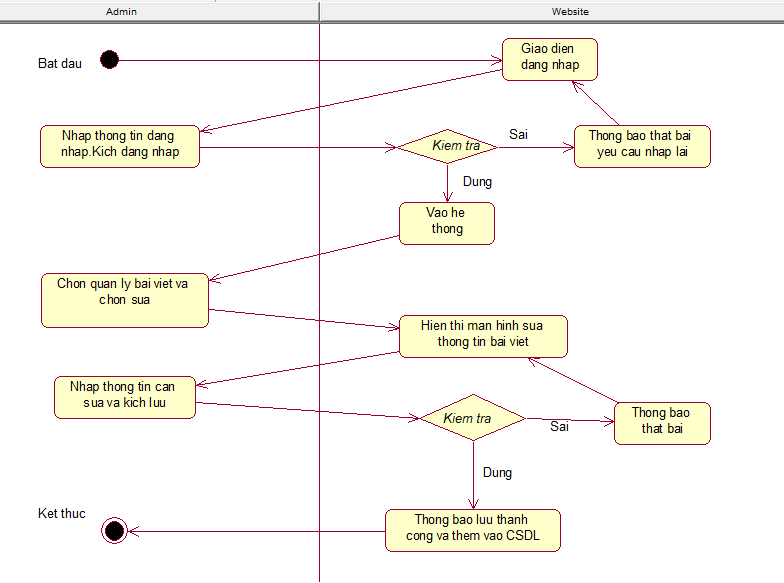 Admin
Website
Bat dau
Giao dien
dang nhap
Nhap thong tin dang
nhap.Kich dang nhap
Kiem tra
Sai
Thong bao that bai
yeu cau nhap lai
Dung
Vao he
thong
Chon quan ly bai viet va
chon sua
Hien thi man hinh sua
thong tin bai viet
Nhap thong tin can
sua va kich luu
Kiem tra
Sai
Thong bao
that bai
Dung
Ket thuc
Thong bao luu thanh
cong va them vao CSDL